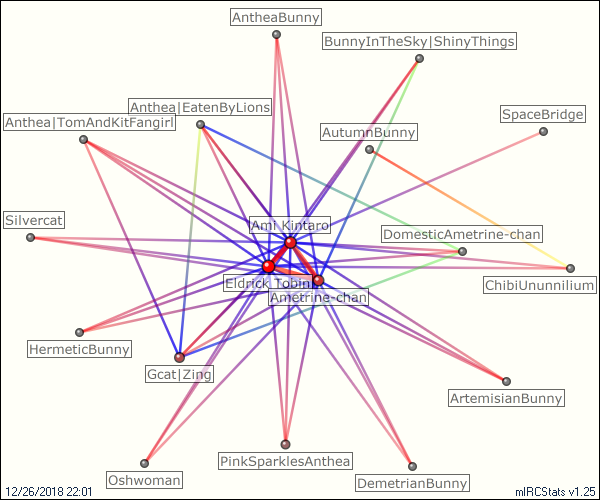 AntheaBunny
BunnyInTheSky|ShinyThings
Anthea|EatenByLions
SpaceBridge
Anthea|TomAndKitFangirl
AutumnBunny
Silvercat
Ami_Kintaro
DomesticAmetrine-chan
Eldrick_Tobin
ChibiUnunnilium
Ametrine-chan
HermeticBunny
Gcat|Zing
ArtemisianBunny
PinkSparklesAnthea
Oshwoman
DemetrianBunny
12/26/2018 22:01
mIRCStats v1.25